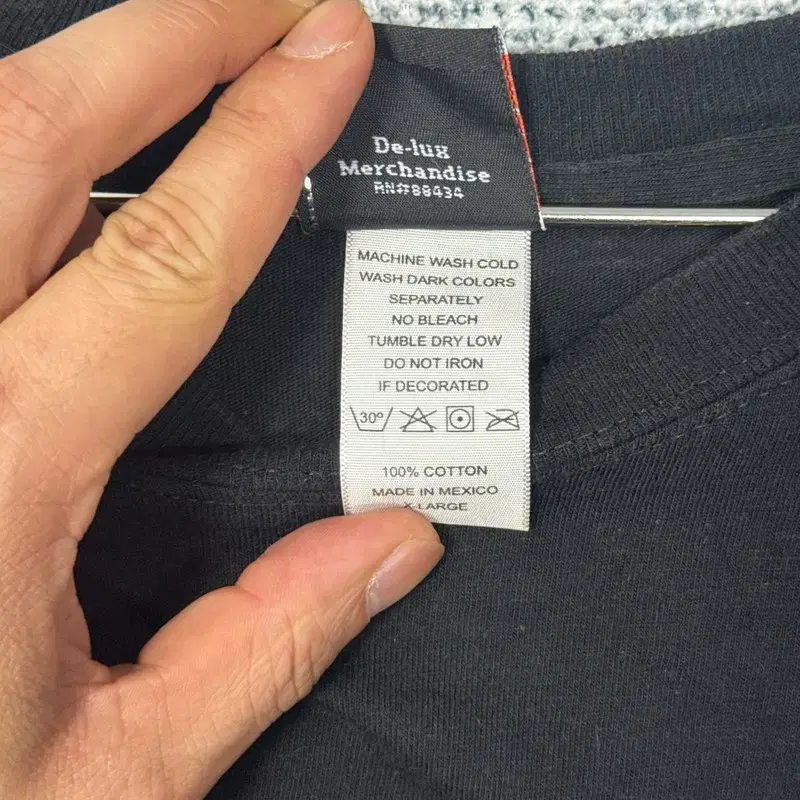 De-lux
Merchandise
RN#88434
MACHINE WASH COLD
WASH DARK COLORS
SEPARATELY
NO BLEACH
TUMBLE DRY LOW
DO NOT IRON
IF DECORATED
30°
100% COTTON
MADE IN MEXICO
X-LARGE